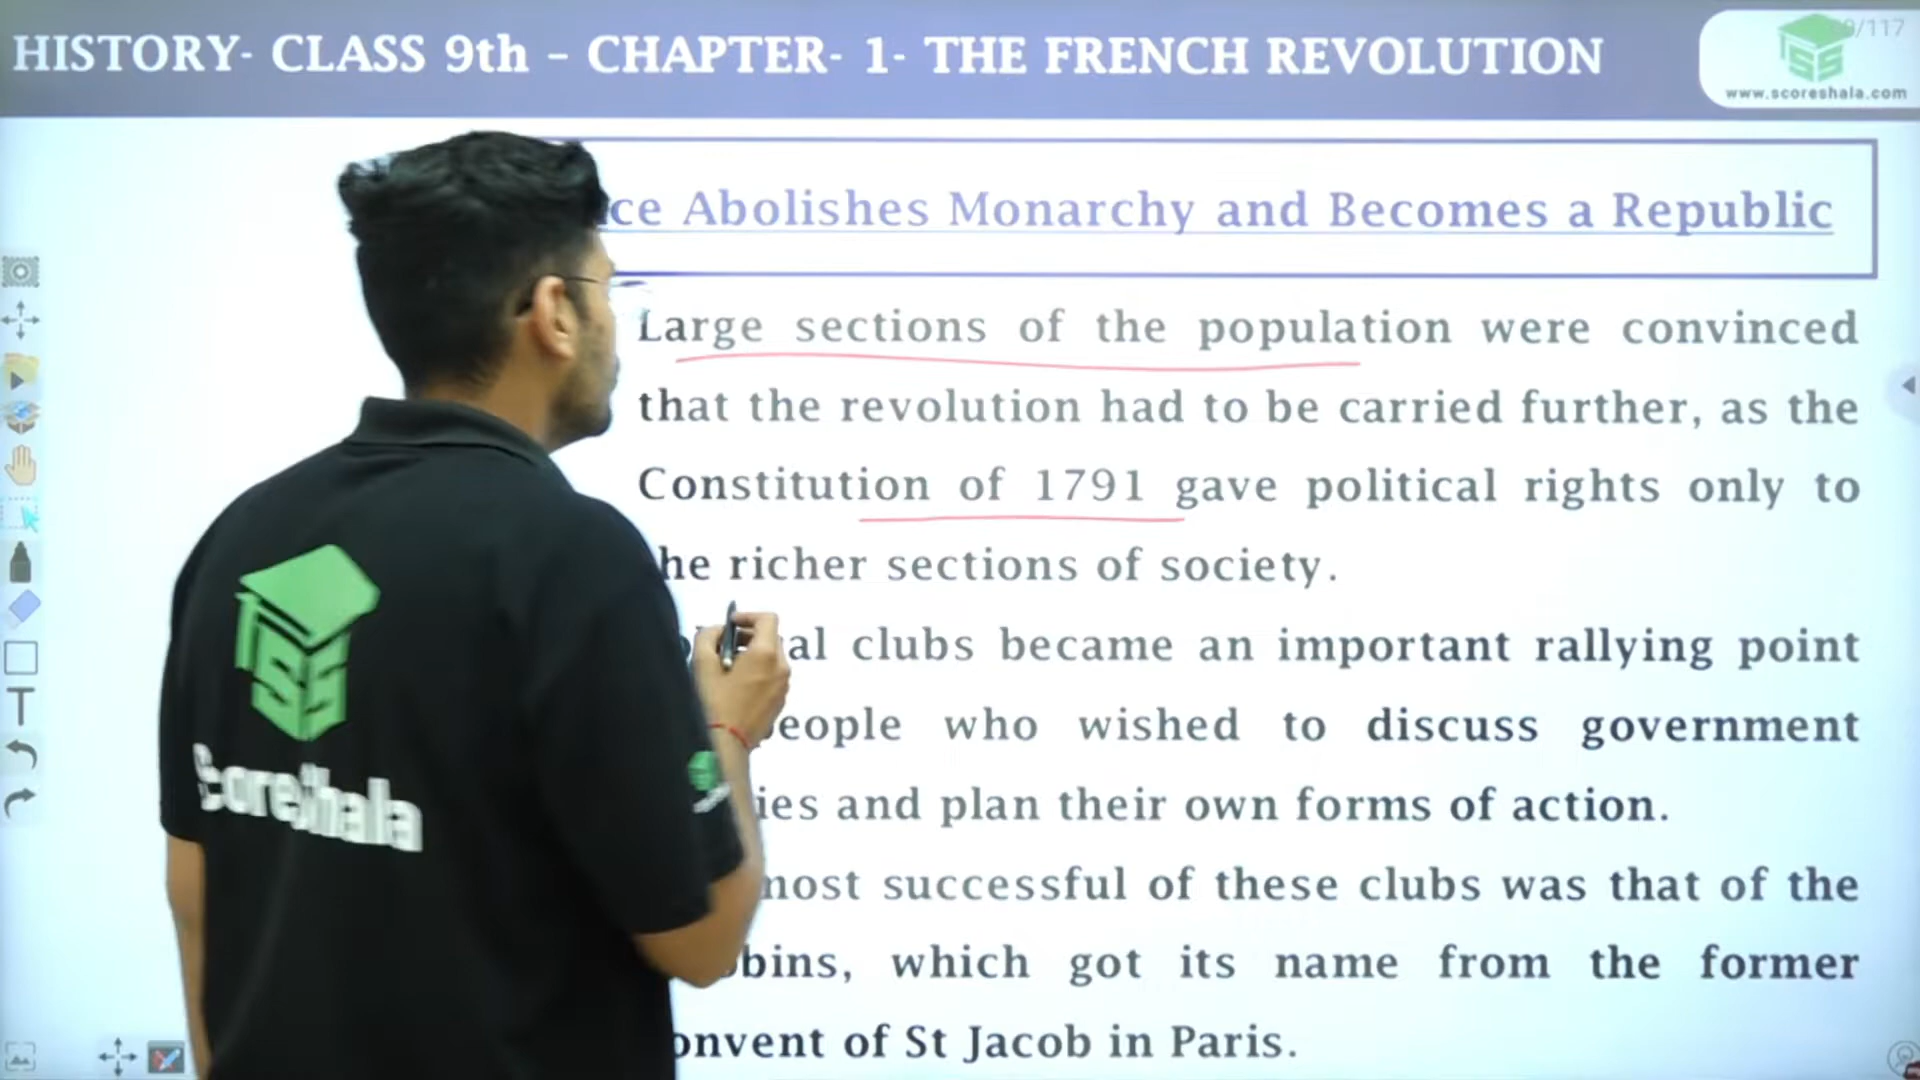 HISTORY- CLASS 9th – CHAPTER- 1- THE FRENCH REVOLUTION
/117
www.scoreshala.com
Abolishes Monarchy and Becomes a Republic
Large sections of the population were convinced
that the revolution had to be carried further, as the
Constitution of 1791 gave political rights only to
he richer sections of society.
clubs became an important rallying point
eople who wished to discuss government
ies and plan their own forms of action.
most successful of these clubs was that of the
bins, which got its name from the former
onvent of St Jacob in Paris.
Scoreshala